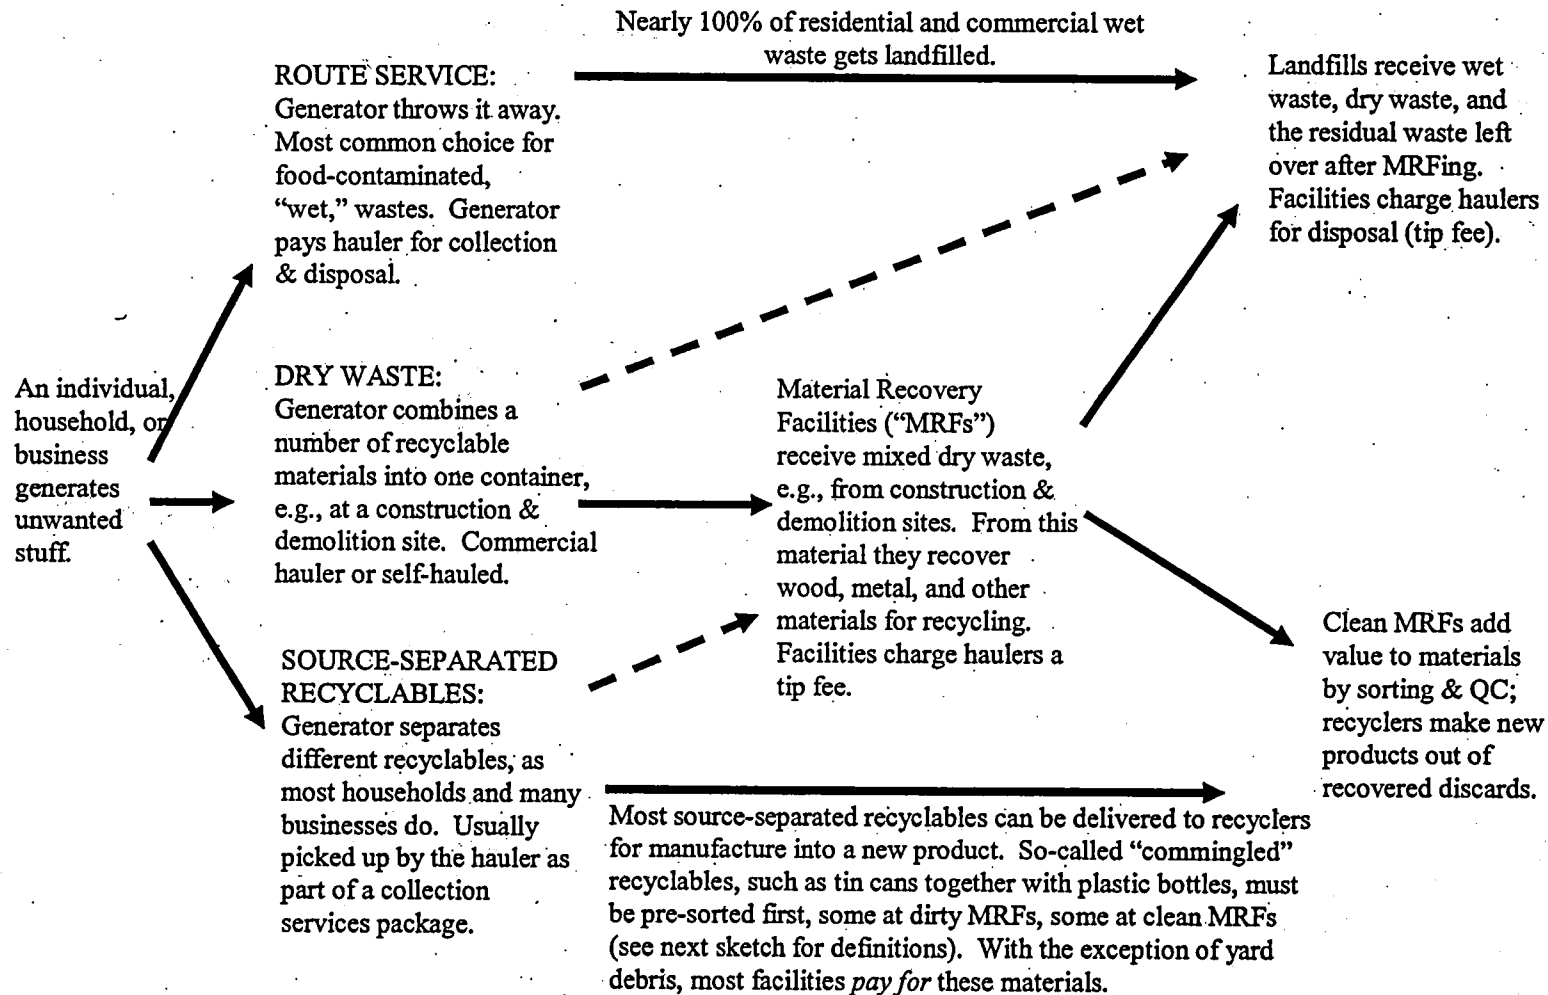 Nearly 100% of residential and commercial wet
waste gets landfilled.
ROUTE SERVICE:
Generator throws it away.
Most common choice for
food-contaminated,
“wet,” wastes. Generator
pays hauler for collection
& disposal.
Landfills receive wet
waste, dry waste, and
the residual waste left
over after MRFing.
Facilities charge haulers
for disposal (tip fee).
An individual,
household, or
business
generates
unwanted
stuff.
DRY WASTE:
Generator combines a
number of recyclable
materials into one container,
e.g., at a construction &
demolition site. Commercial
hauler or self-hauled.
Material Recovery
Facilities (“MRFs”)
receive mixed dry waste,
e.g., from construction &
demolition sites. From this
material they recover
wood, metal, and other
materials for recycling.
Facilities charge haulers a
tip fee.
Clean MRFs add
value to materials
by sorting & QC;
recyclers make new
products out of
recovered discards.
SOURCE-SEPARATED
RECYCLABLES:
Generator separates
different recyclables, as
most households and many
businesses do. Usually
picked up by the hauler as
part of a collection
services package.
Most source-separated recyclables can be delivered to recyclers
for manufacture into a new product. So-called “commingled”
recyclables, such as tin cans together with plastic bottles, must
be pre-sorted first, some at dirty MRFs, some at clean MRFs
(see next sketch for definitions). With the exception of yard
debris, most facilities pay for these materials.